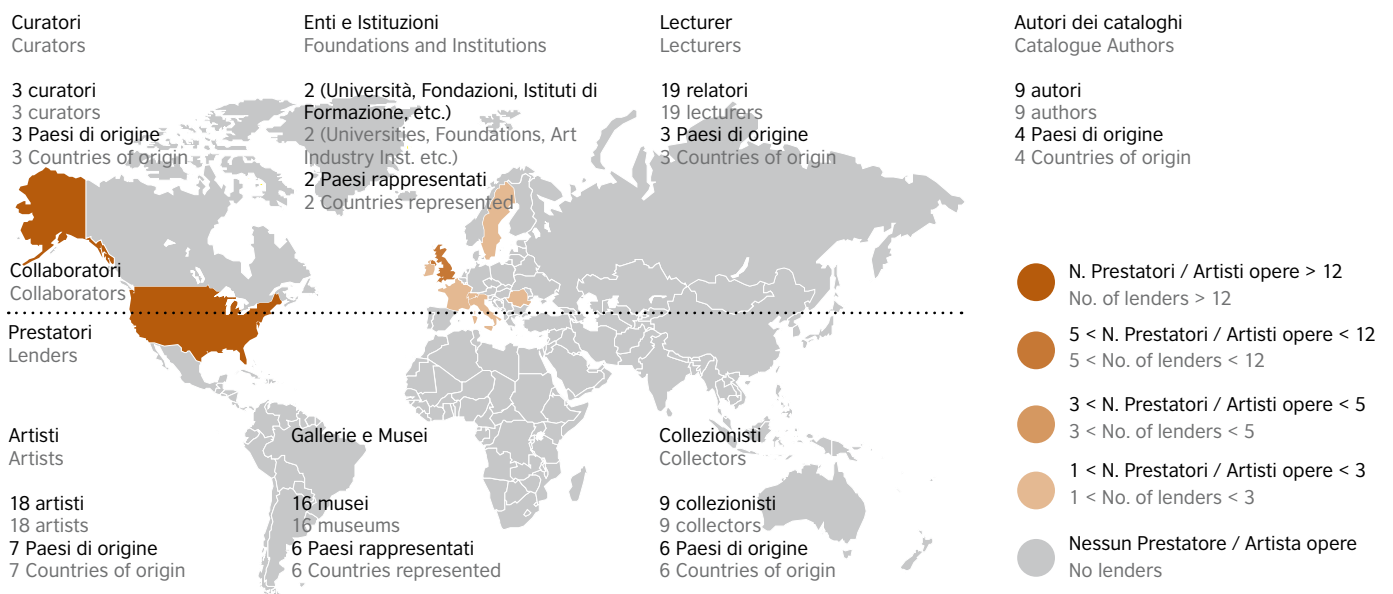 Curatori
Curators
3 curatori
3 curators
3 Paesi di origine
3 Countries of origin
Enti e Istituzioni
Foundations and Institutions
2 (Università, Fondazioni, Istituti di
Formazione, etc.)
2 (Universities, Foundations, Art
Industry Inst. etc.)
2 Paesi rappresentati
2 Countries represented
Lecturer
Lecturers
19 relatori
19 lecturers
3 Paesi di origine
3 Countries of origin
Autori dei cataloghi
Catalogue Authors
9 autori
9 authors
4 Paesi di origine
4 Countries of origin
Collaboratori
Collaborators
Prestatori
Lenders
Artisti
Artists
18 artisti
18 artists
7 Paesi di origine
7 Countries of origin
Gallerie e Musei
16 musei
16 museums
6 Paesi rappresentati
6 Countries represented
Collezionisti
Collectors
9 collezionisti
9 collectors
6 Paesi di origine
6 Countries of origin
N. Prestatori / Artisti opere > 12
No. of lenders > 12
5 < N. Prestatori / Artisti opere < 12
5 < No. of lenders < 12
3 < N. Prestatori / Artisti opere < 5
3 < No. of lenders < 5
1 < N. Prestatori / Artisti opere < 3
1 < No. of lenders < 3
Nessun Prestatore / Artista opere
No lenders